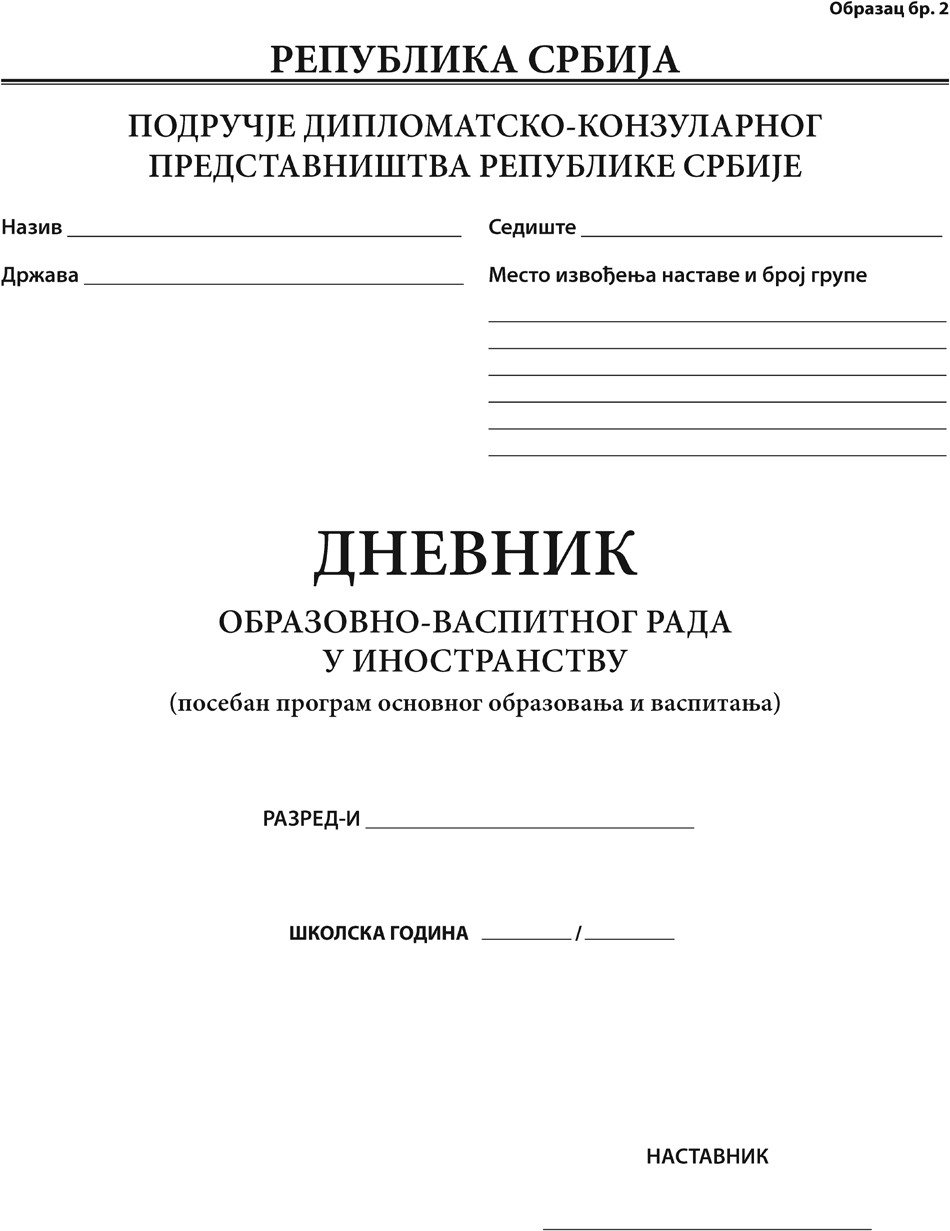 Образац бр. 2
РЕПУБЛИКА СРБИЈА
ПОДРУЧЈЕ ДИПЛОМАТСКО-КОНЗУЛАРНОГ
ПРЕДСТАВНИШТВА РЕПУБЛИКЕ СРБИЈЕ
Назив
Седиште
Држава
Место извођења наставе и број групе
ДНЕВНИК
ОБРАЗОВНО-ВАСПИТНОГ РАДА
У ИНОСТРАНСТВУ
(посебан програм основног образовања и васпитања)
РАЗРЕД-И
ШКОЛСКА ГОДИНА /
НАСТАВНИК